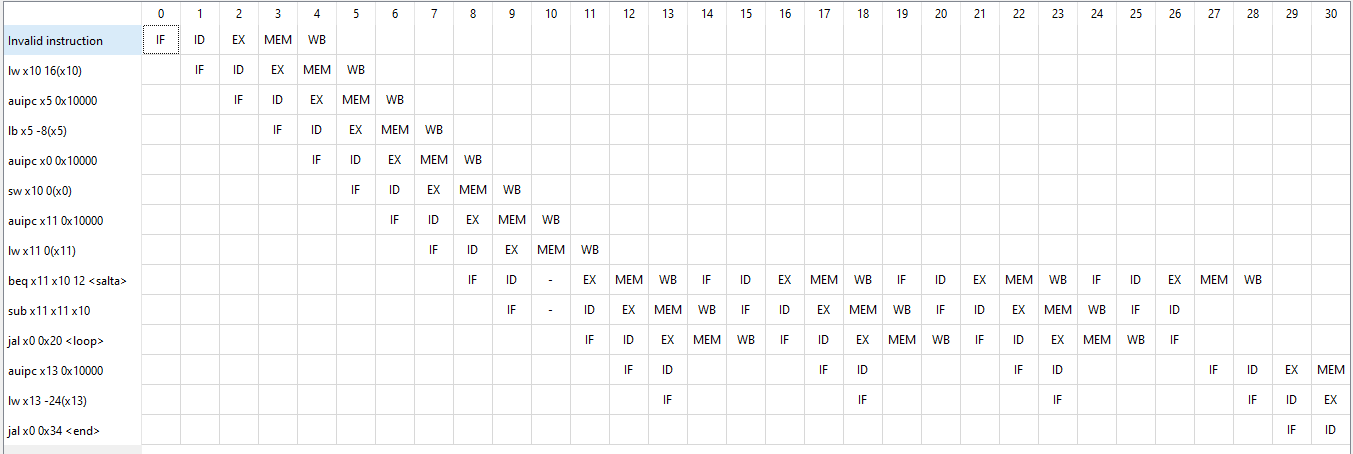 0 1 2 3 4 5 6 7 8 9 10 11 12 13 14 15 16 17 18 19 20 21 22 23 24 25 26 27 28 29 30
Invalid instruction IF ID EX MEM WB
lw x10 16(x10) IF ID EX MEM WB
auipc x5 0x10000 IF ID EX MEM WB
lb x5 -8(x5) IF ID EX MEM WB
auipc x0 0x10000 IF ID EX MEM WB
sw x10 0(x0) IF ID EX MEM WB
auipc x11 0x10000 IF ID EX MEM WB
lw x11 0(x11) IF ID EX MEM WB
beq x11 x10 12 <salta> IF ID - EX MEM WB IF ID EX MEM WB IF ID EX MEM WB IF ID EX MEM WB
sub x11 x11 x10 IF - ID EX MEM WB IF ID EX MEM WB IF ID EX MEM WB IF ID
jal x0 0x20 <loop> IF ID EX MEM WB IF ID EX MEM WB IF ID EX MEM WB IF
auipc x13 0x10000 IF ID IF ID IF ID IF ID EX MEM
lw x13 -24(x13) IF IF IF IF ID EX
jal x0 0x34 <end> IF ID